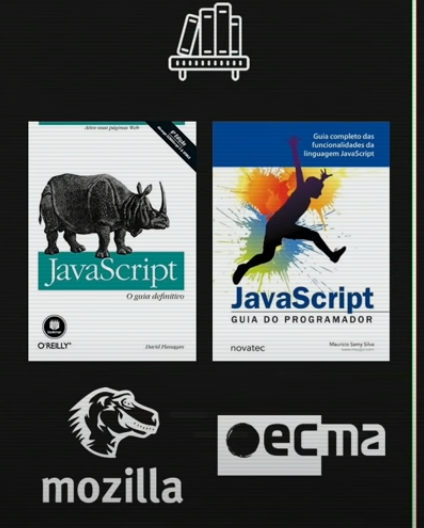 Ative suas páginas Web
JavaScript
O guia definitivo
O'REILLY®
David Flanagan
Guia completo das
funcionalidades da
linguagem JavaScript
JavaScript
GUIA DO PROGRAMADOR
novatec
Maurício Samy Silva
mozilla
ecma